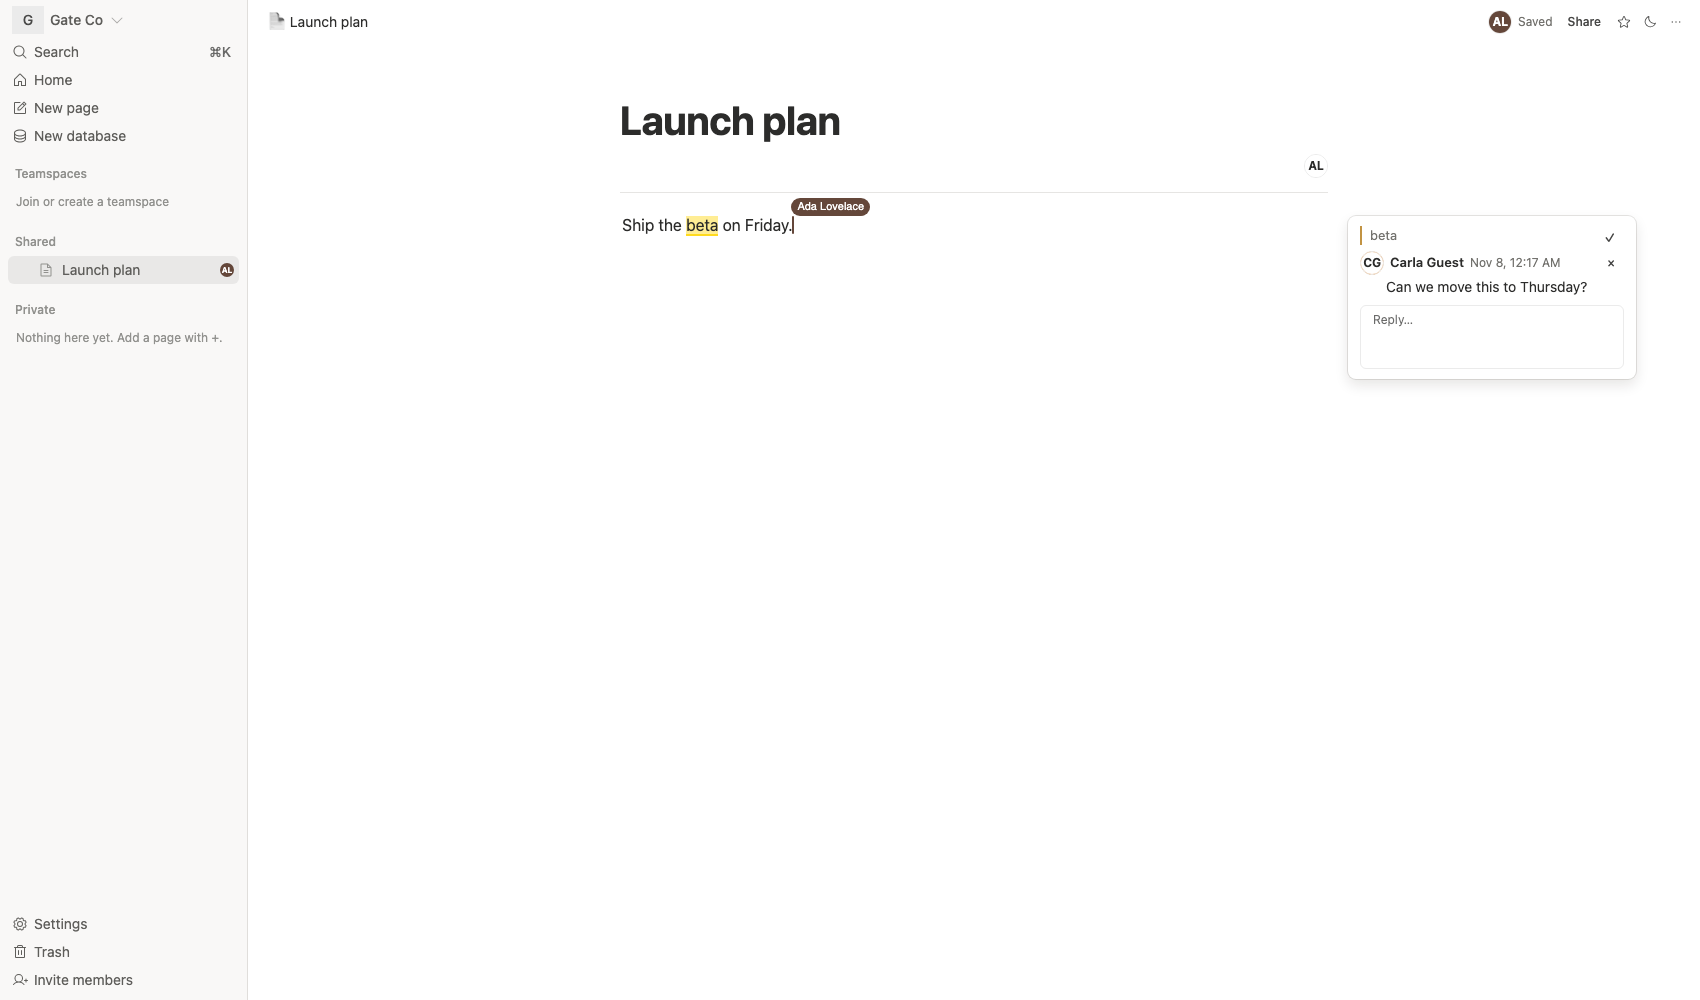 G Gate Co
Search ⌘K
Home
New page
New database
Teamspaces
Join or create a teamspace
Shared
Launch plan AL
Private
Nothing here yet. Add a page with +.
Settings
Trash
Invite members
Launch plan
AL Saved Share ...
Launch plan
AL
Ada Lovelace
Ship the beta on Friday.
beta
CG Carla Guest Nov 8, 12:17 AM
Can we move this to Thursday?
Reply...